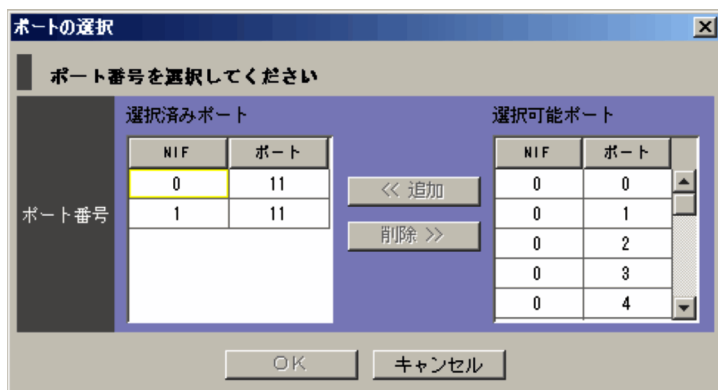 ポートの選択
ポート番号を選択してください
選択済みポート
選択可能ポート
NIF ポート
NIF ポート
ポート番号
0 11
1 11
<< 追加
削除 >>
0 0
0 1
0 2
0 3
0 4
OK
キャンセル